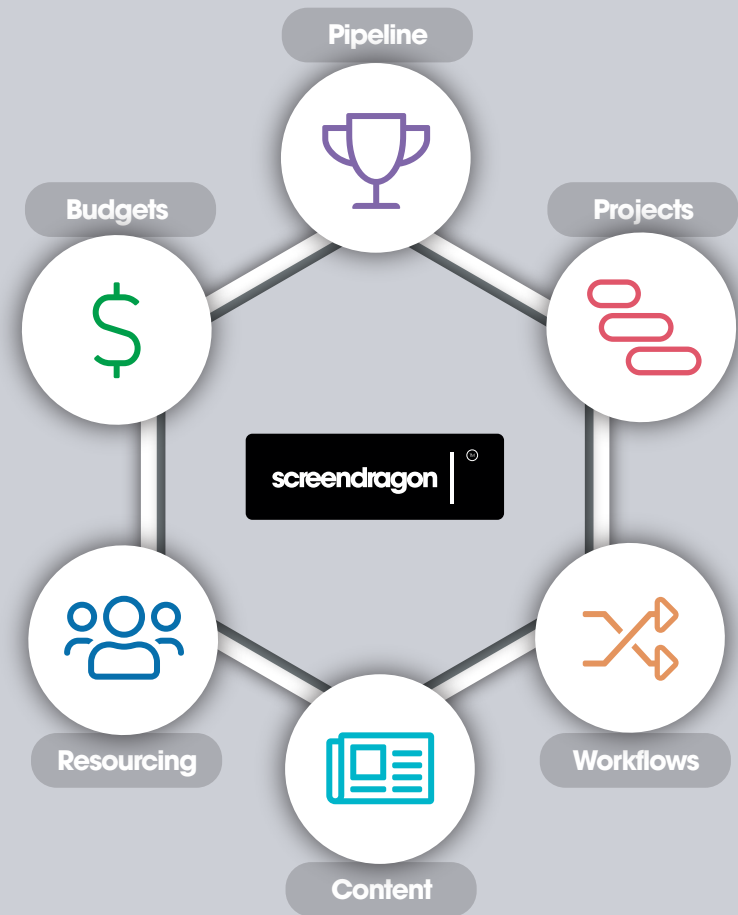 Pipeline
Budgets
Projects
screendragon
Resourcing
Workflows
Content